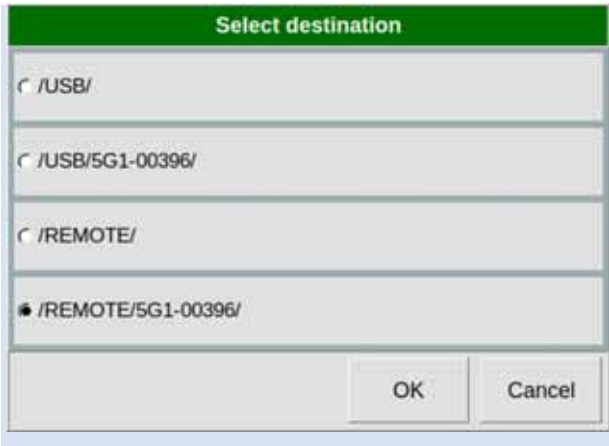 Select destination
/USB/
/USB/5G1-00396/
/REMOTE/
/REMOTE/5G1-00396/
OK Cancel